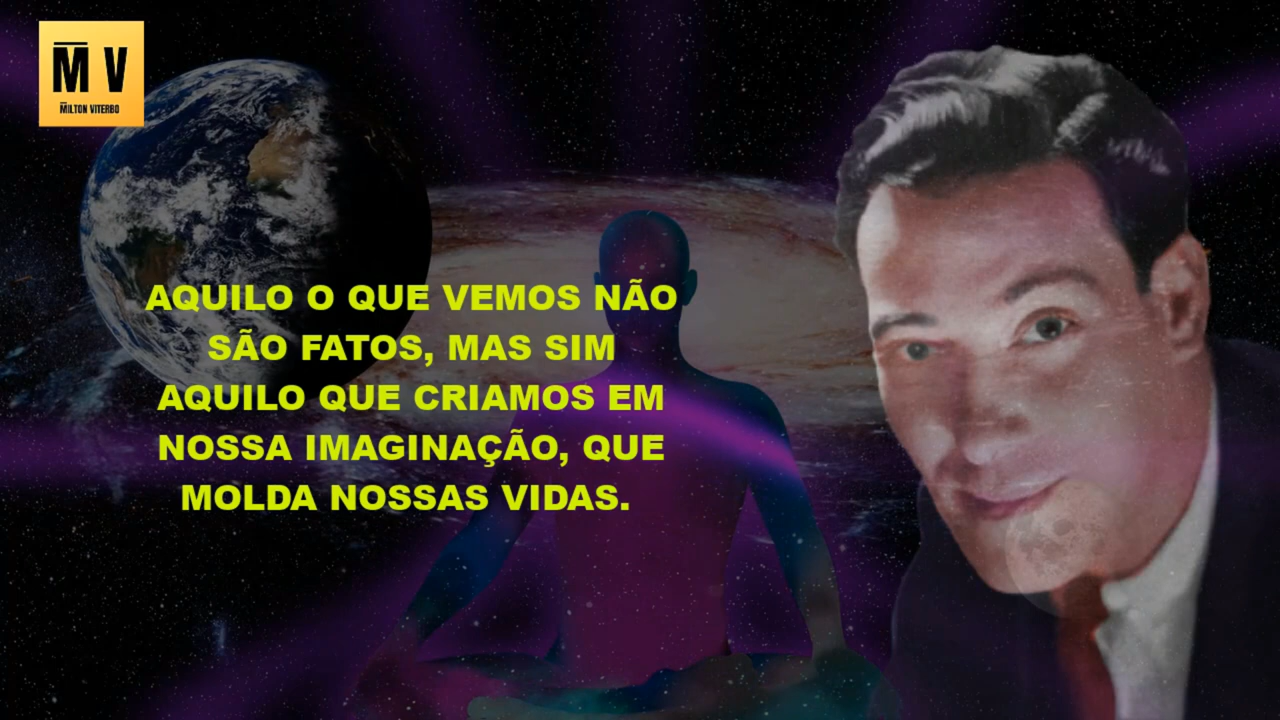 M V
MILTON VITERBO
AQUILO O QUE VEMOS NÃO
SÃO FATOS, MAS SIM
AQUILO QUE CRIAMOS EM
NOSSA IMAGINAÇÃO, QUE
MOLDA NOSSAS VIDAS.